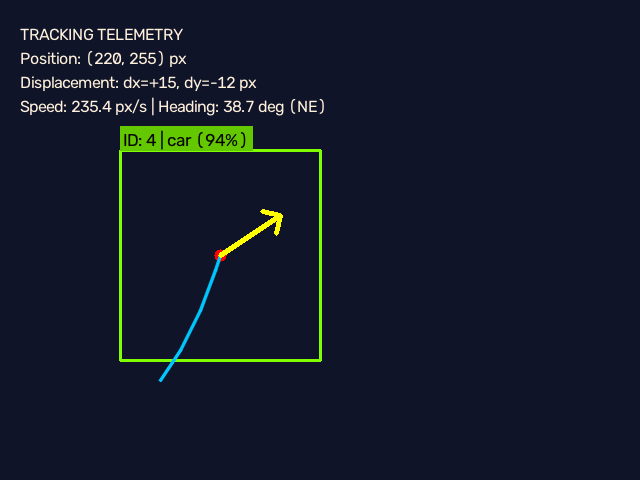 TRACKING TELEMETRY
Position: (220, 255) px
Displacement: dx=+15, dy=-12 px
Speed: 235.4 px/s | Heading: 38.7 deg (NE)
ID: 4 | car (94%)